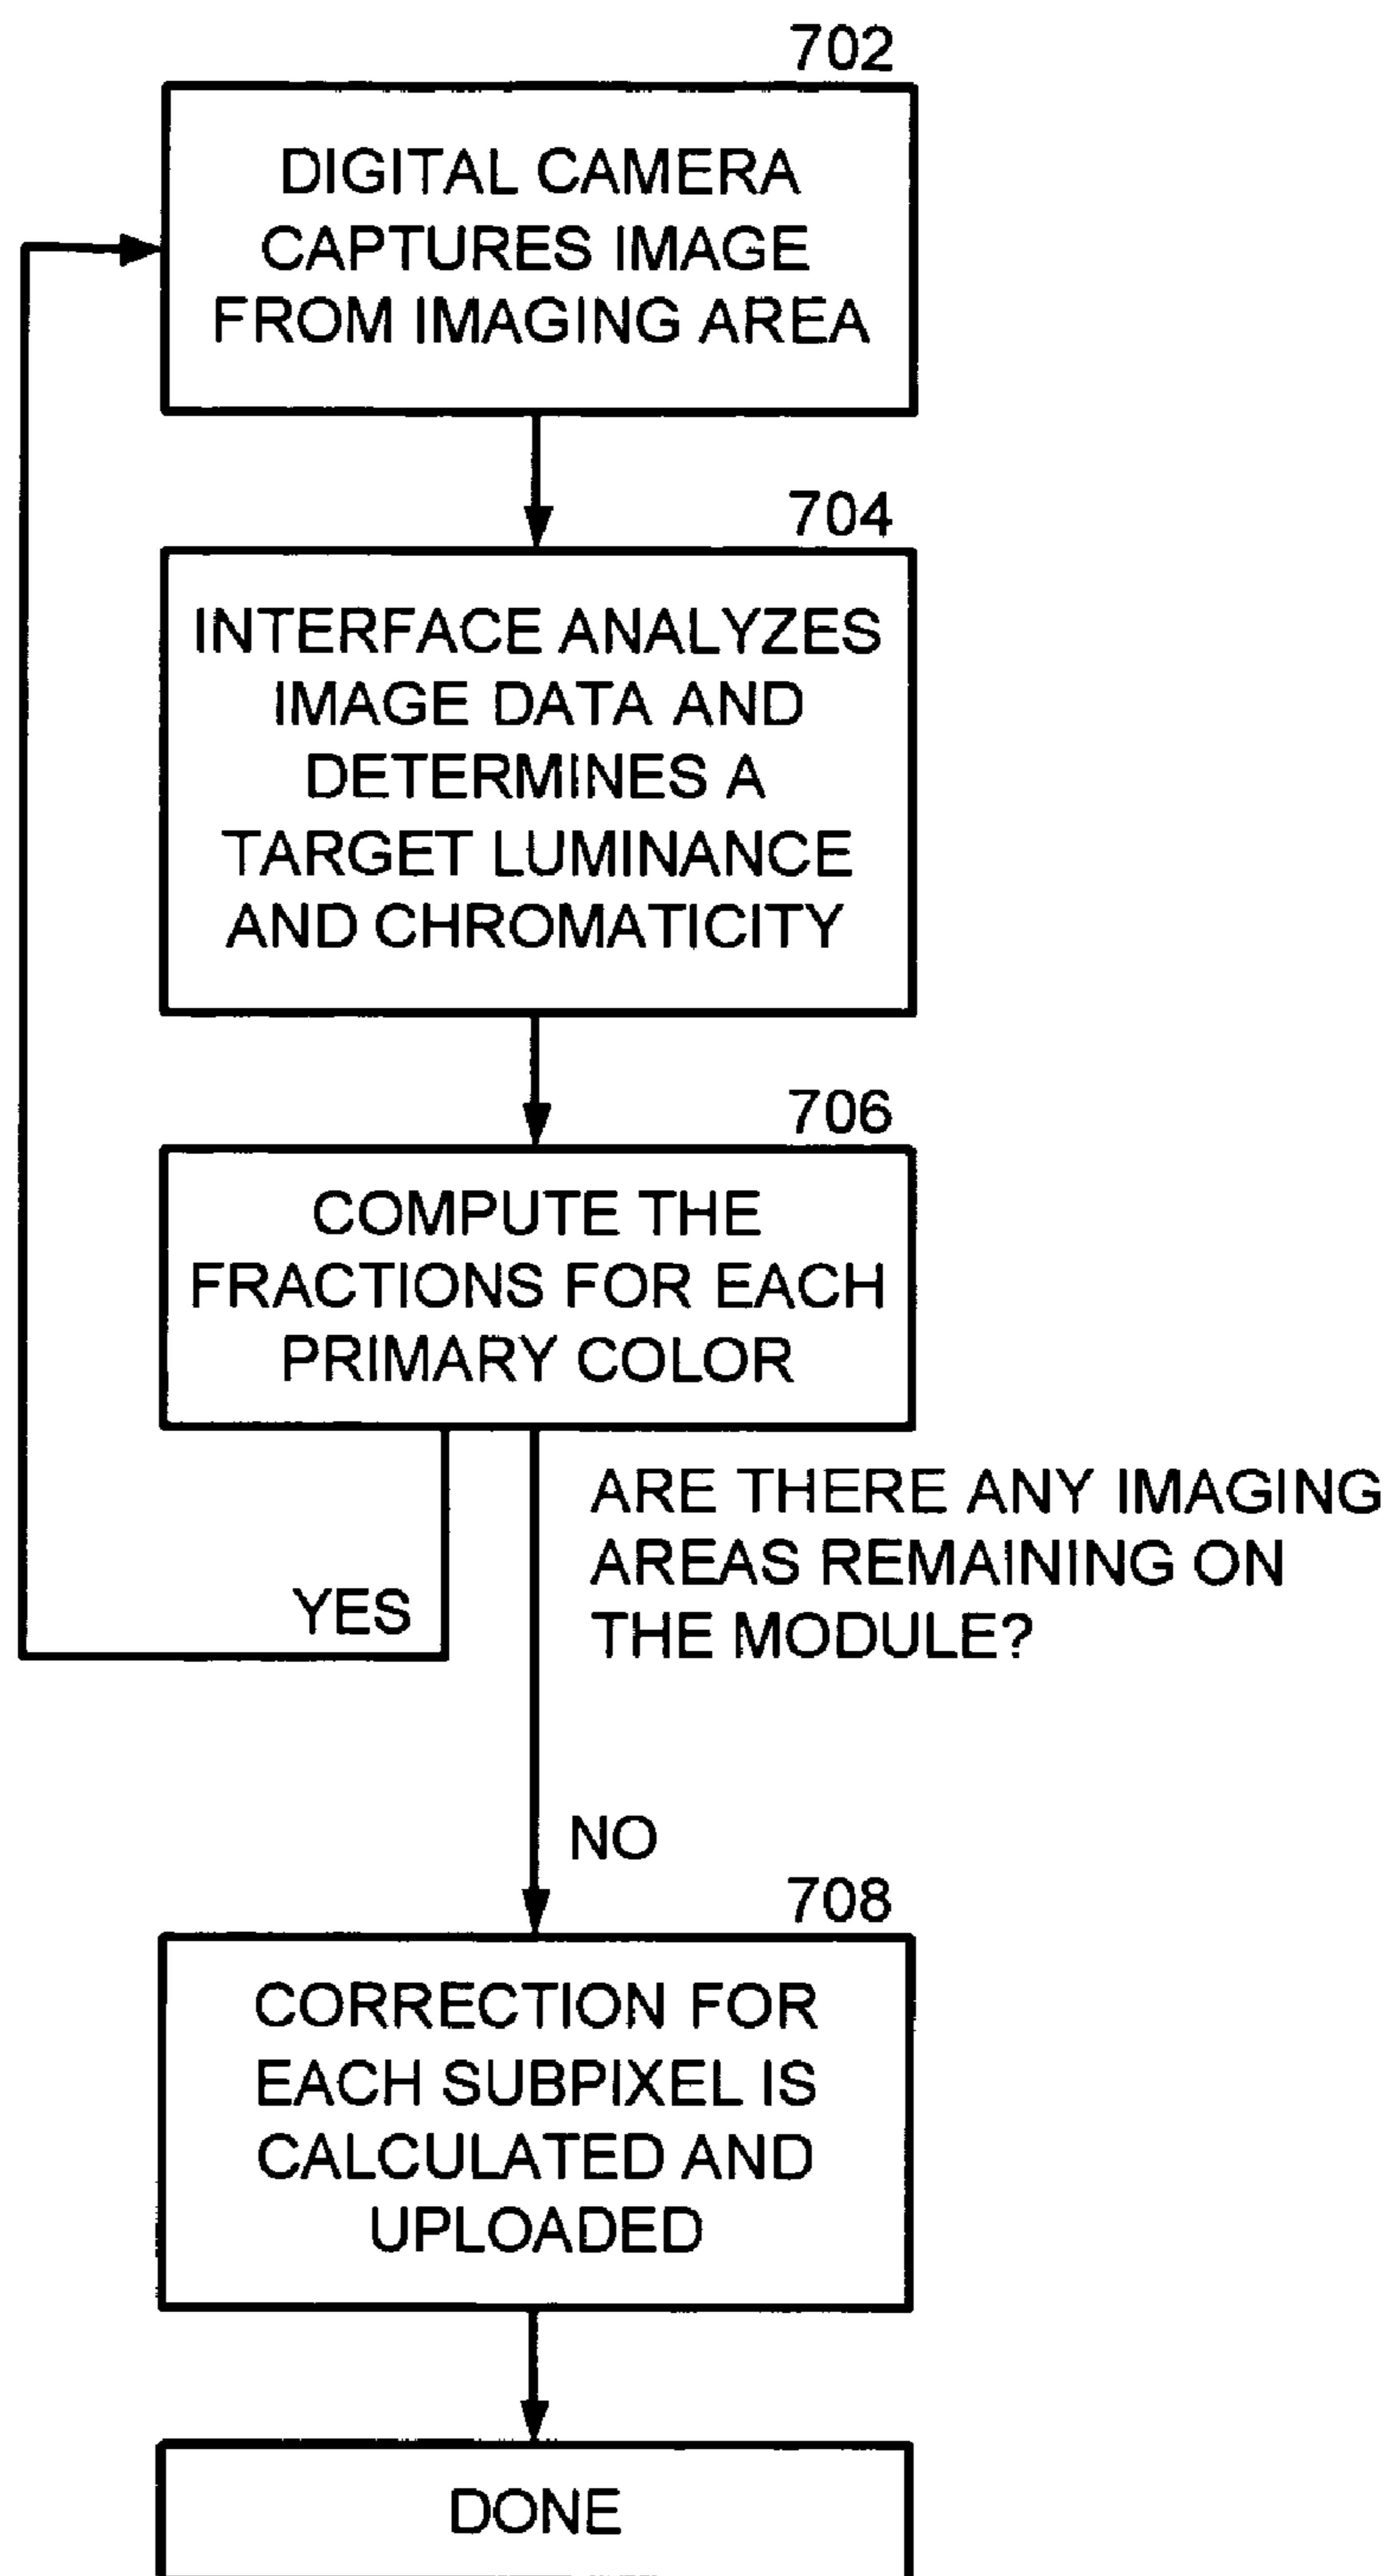 702
DIGITAL CAMERA
CAPTURES IMAGE
FROM IMAGING AREA
704
INTERFACE ANALYZES
IMAGE DATA AND
DETERMINES A
TARGET LUMINANCE
AND CHROMATICITY
706
COMPUTE THE
FRACTIONS FOR EACH
PRIMARY COLOR
ARE THERE ANY IMAGING
AREAS REMAINING ON
THE MODULE?
YES
NO
708
CORRECTION FOR
EACH SUBPIXEL IS
CALCULATED AND
UPLOADED
DONE